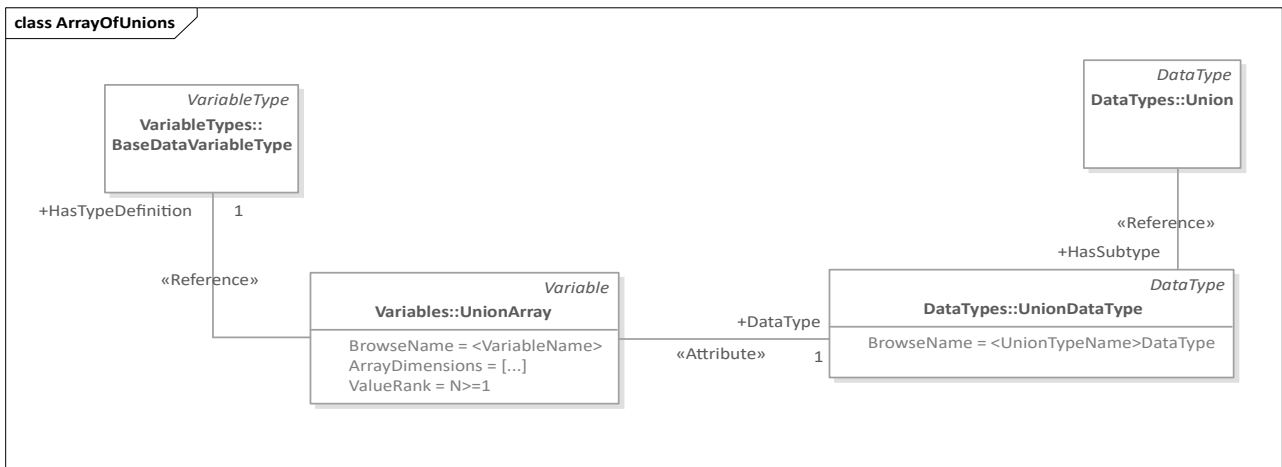 class ArrayOfUnions
VariableType
VariableTypes::
BaseDataVariableType
DataType
DataTypes::Union
+HasTypeDefinition
1
«Reference»
«Reference»
+HasSubtype
Variable
Variables::UnionArray
BrowseName = <VariableName>
ArrayDimensions = [...]
ValueRank = N>=1
+DataType
«Attribute»
1
DataType
DataTypes::UnionDataType
BrowseName = <UnionTypeName>DataType